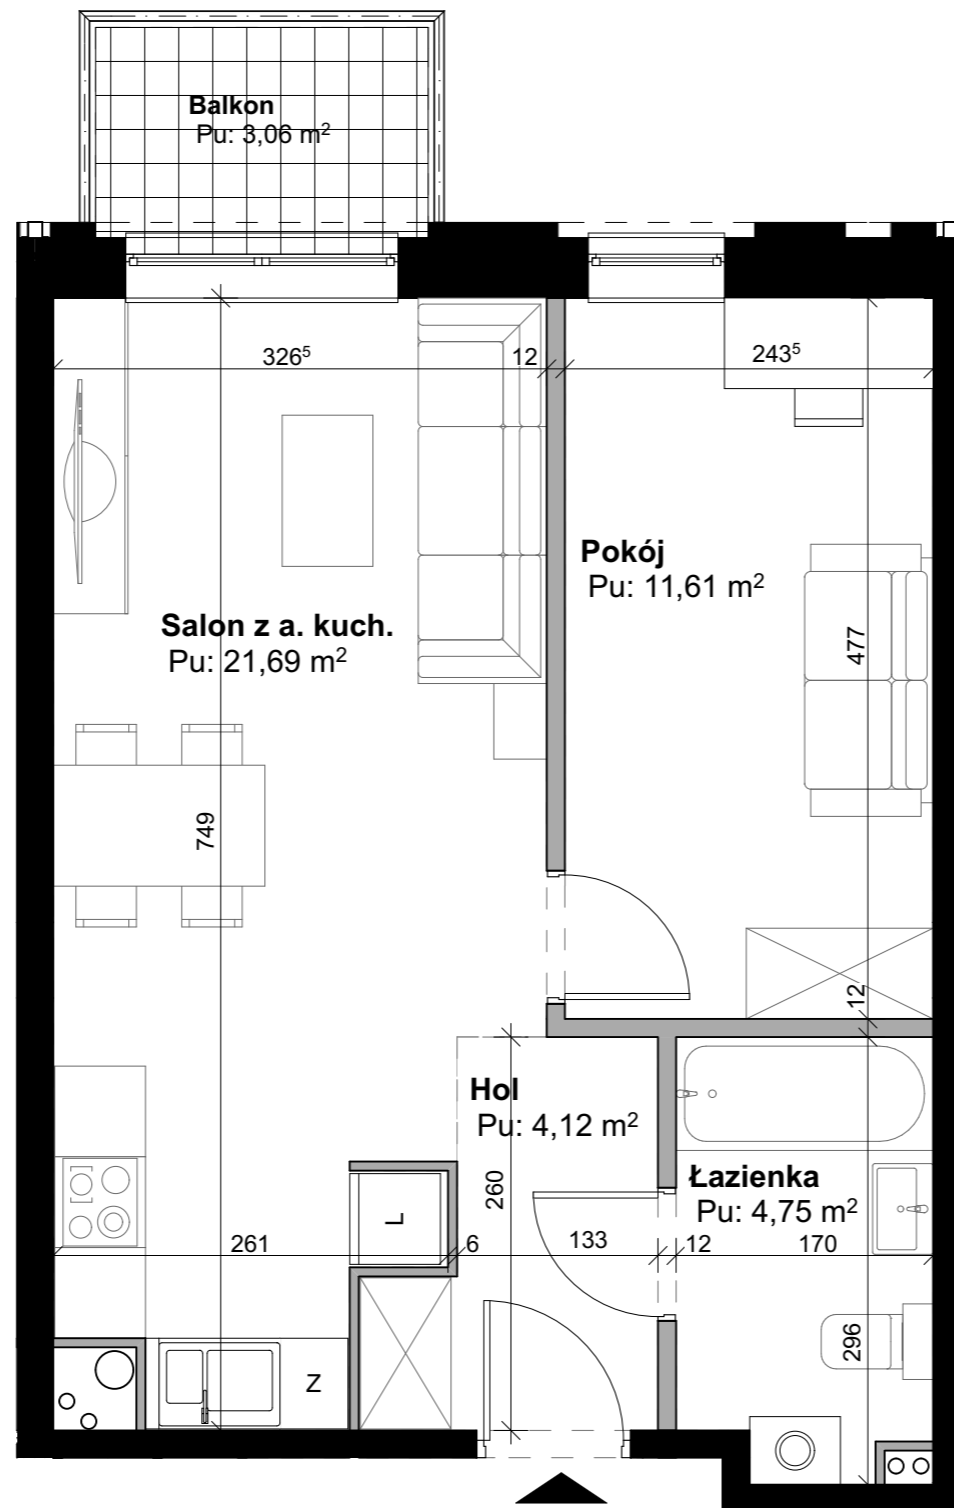 Balkon
Pu: 3,06 m²
326⁵
12
243⁵
Pokój
Pu: 11,61 m²
Salon z a. kuch.
Pu: 21,69 m²
477
749
12
Hol
Pu: 4,12 m²
Łazienka
Pu: 4,75 m²
260
L
261
6
133
12
170
296
Z